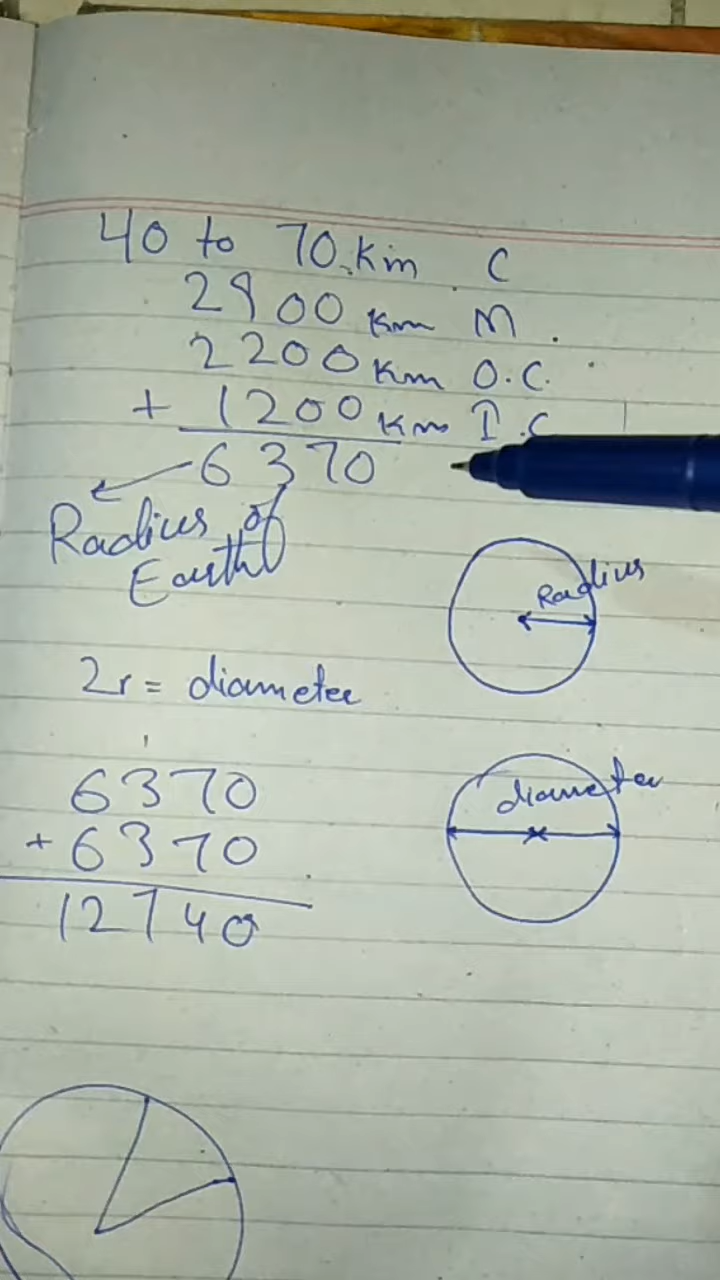 40 to 70 km C
2900 km M
2200 km O.C.
+ 1200 km I.C
6370
Radius of
Earth
Radius
2r = diameter
diameter
1
6370
+ 6370
12740